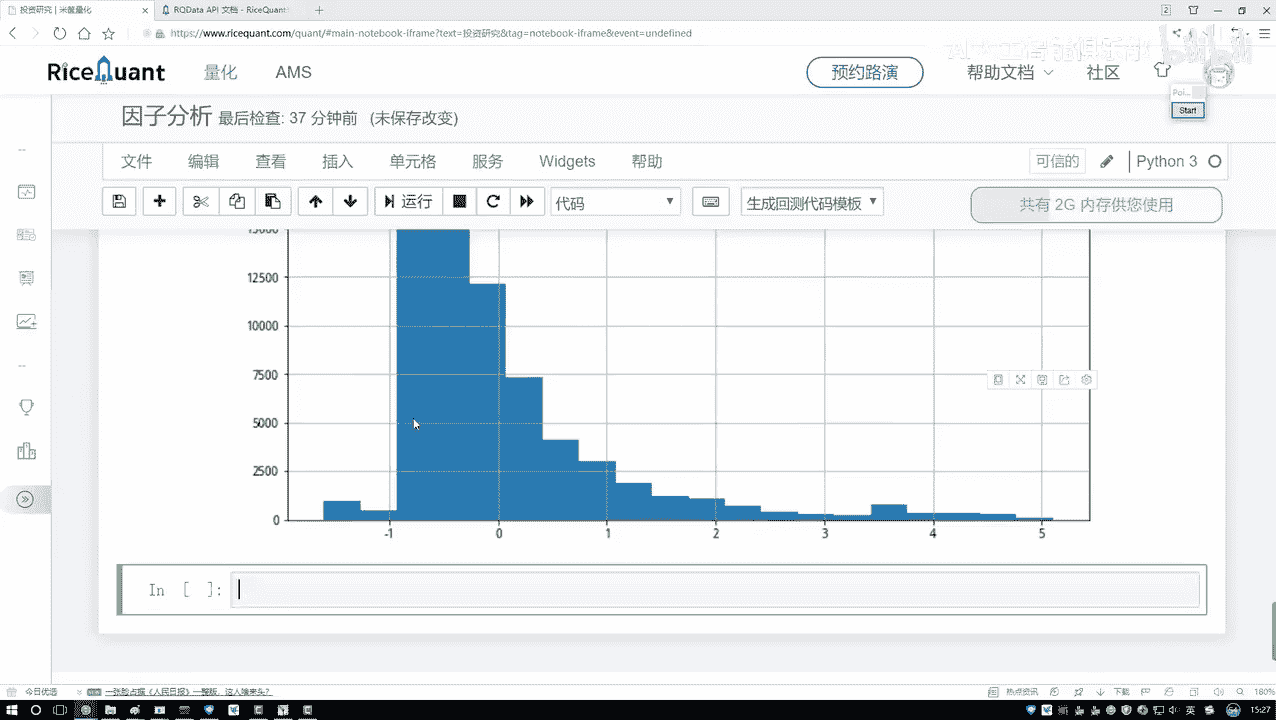 投资研究 | 米筐量化
RQData API 文档 - RiceQuant
https://www.ricequant.com/quant/#main-notebook-iframe?text=投资研究&tag=notebook-iframe&event=undefined
RiceQuant 量化 AMS 预约路演 帮助文档 社区
Poi...
Start
因子分析 最后检查: 37 分钟前 (未保存改变)
文件 编辑 查看 插入 单元格 服务 Widgets 帮助 可信的 Python 3
运行 代码 生成回测代码模板 共有 2G 内存供您使用
15000
12500
10000
7500
5000
2500
0
-1 0 1 2 3 4 5
In [ ]:
今日优选 一张脸占据《人民日报》一整版，这人啥来头? 热点资讯 下载 160%
英 15:27